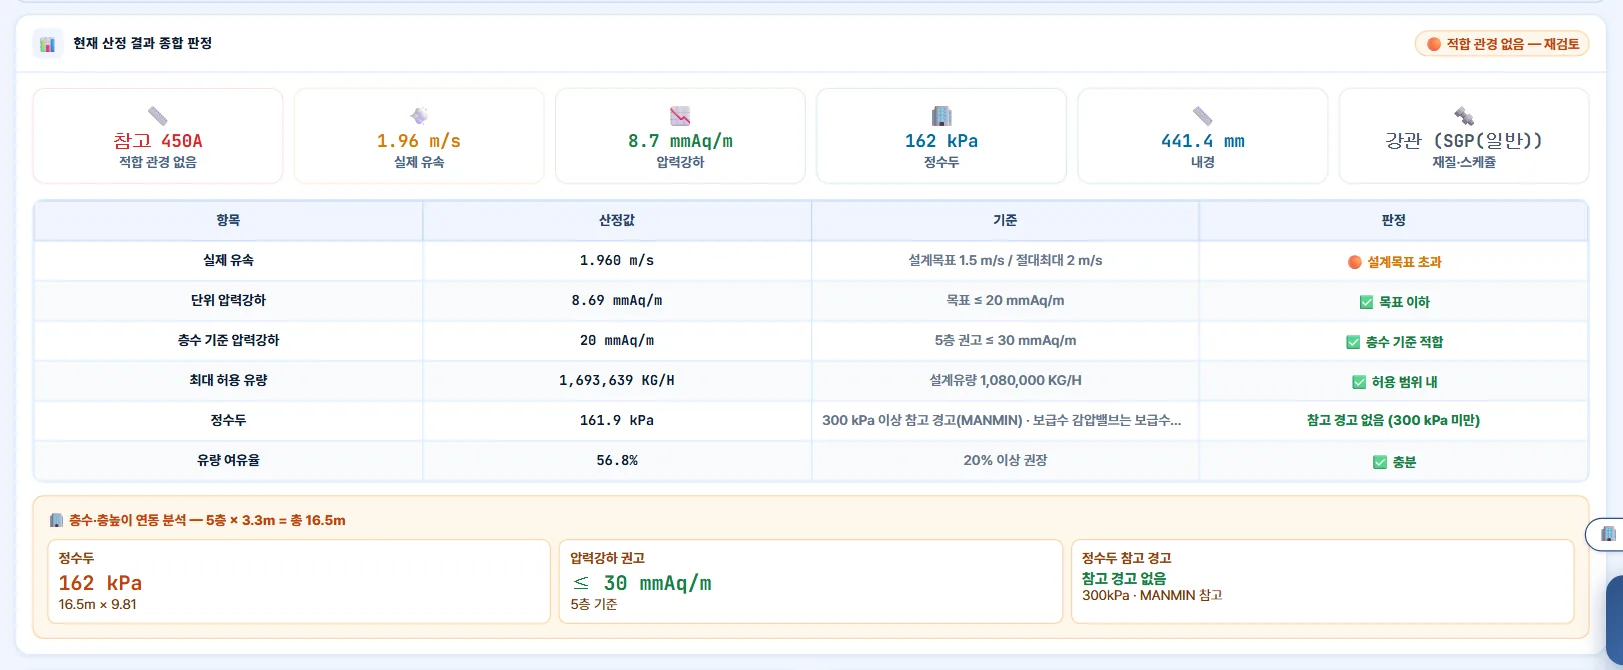 현재 산정 결과 종합 판정
적합 관경 없음 — 재검토
참고 450A
적합 관경 없음
1.96 m/s
실제 유속
8.7 mmAq/m
압력강하
162 kPa
정수두
441.4 mm
내경
강관 (SGP(일반))
재질·스케쥴
항목 산정값 기준 판정
실제 유속 1.960 m/s 설계목표 1.5 m/s / 절대최대 2 m/s 설계목표 초과
단위 압력강하 8.69 mmAq/m 목표 ≤ 20 mmAq/m 목표 이하
층수 기준 압력강하 20 mmAq/m 5층 권고 ≤ 30 mmAq/m 층수 기준 적합
최대 허용 유량 1,693,639 KG/H 설계유량 1,080,000 KG/H 허용 범위 내
정수두 161.9 kPa 300 kPa 이상 참고 경고(MANMIN) · 보급수 감압밸브는 보급수... 참고 경고 없음 (300 kPa 미만)
유량 여유율 56.8% 20% 이상 권장 충분
층수·층높이 연동 분석 — 5층 × 3.3m = 총 16.5m
정수두
162 kPa
16.5m × 9.81
압력강하 권고
≤ 30 mmAq/m
5층 기준
정수두 참고 경고
참고 경고 없음
300kPa · MANMIN 참고